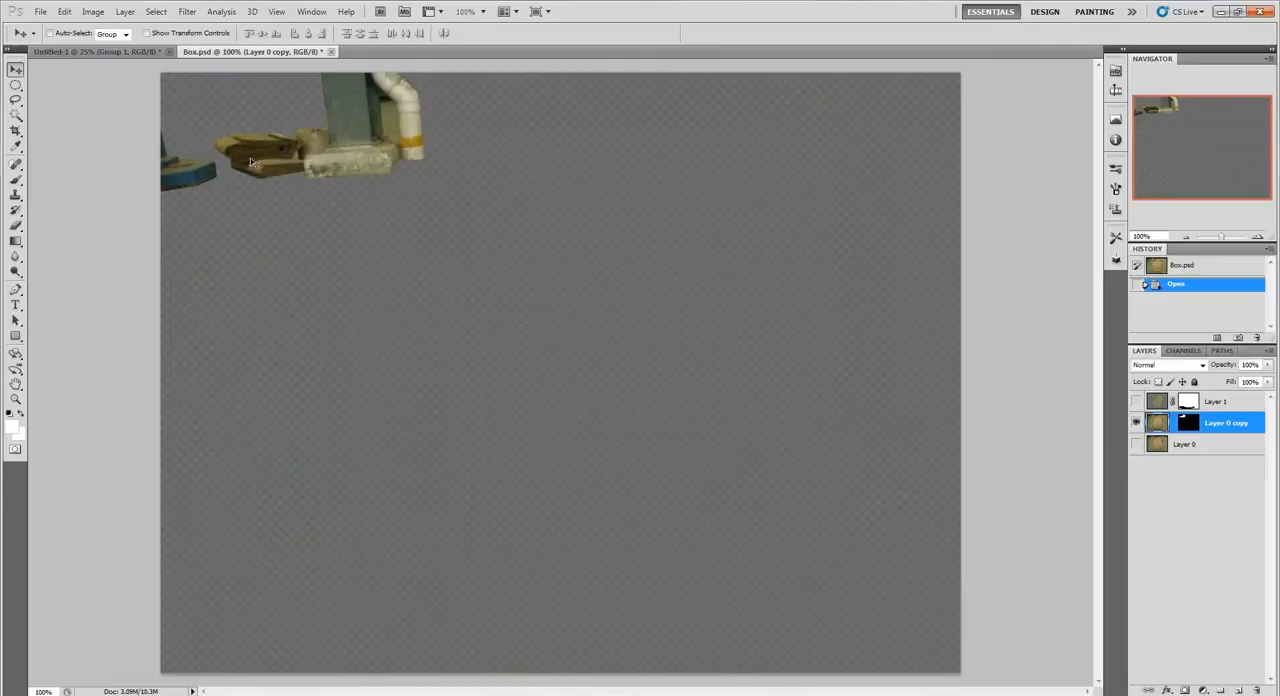 Ps File Edit Image Layer Select Filter Analysis 3D View Window Help Br Mb 100% ESSENTIALS DESIGN PAINTING CS Live
Auto-Select: Group Show Transform Controls
Untitled-1 @ 25% (Group 1, RGB/8) * Box.psd @ 100% (Layer 0 copy, RGB/8) *
NAVIGATOR
100%
HISTORY
Box.psd
Open
LAYERS CHANNELS PATHS
Normal Opacity: 100%
Lock: Fill: 100%
Layer 1
Layer 0 copy
Layer 0
100% Doc: 3.09M/10.3M